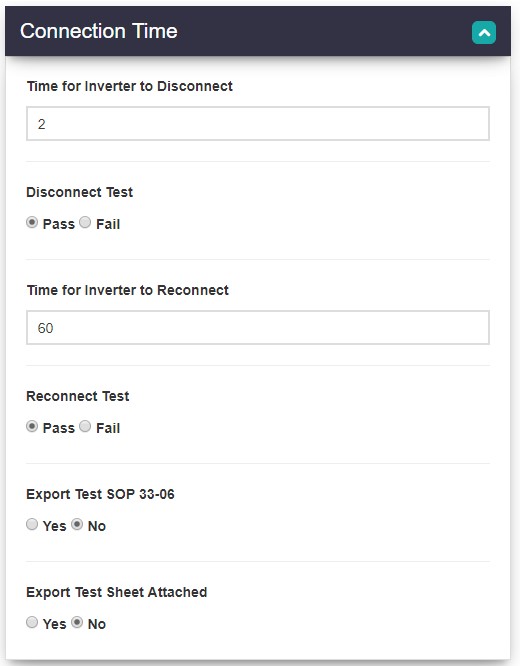 Connection Time
Time for Inverter to Disconnect
2
Disconnect Test
Pass Fail
Time for Inverter to Reconnect
60
Reconnect Test
Pass Fail
Export Test SOP 33-06
Yes No
Export Test Sheet Attached
Yes No